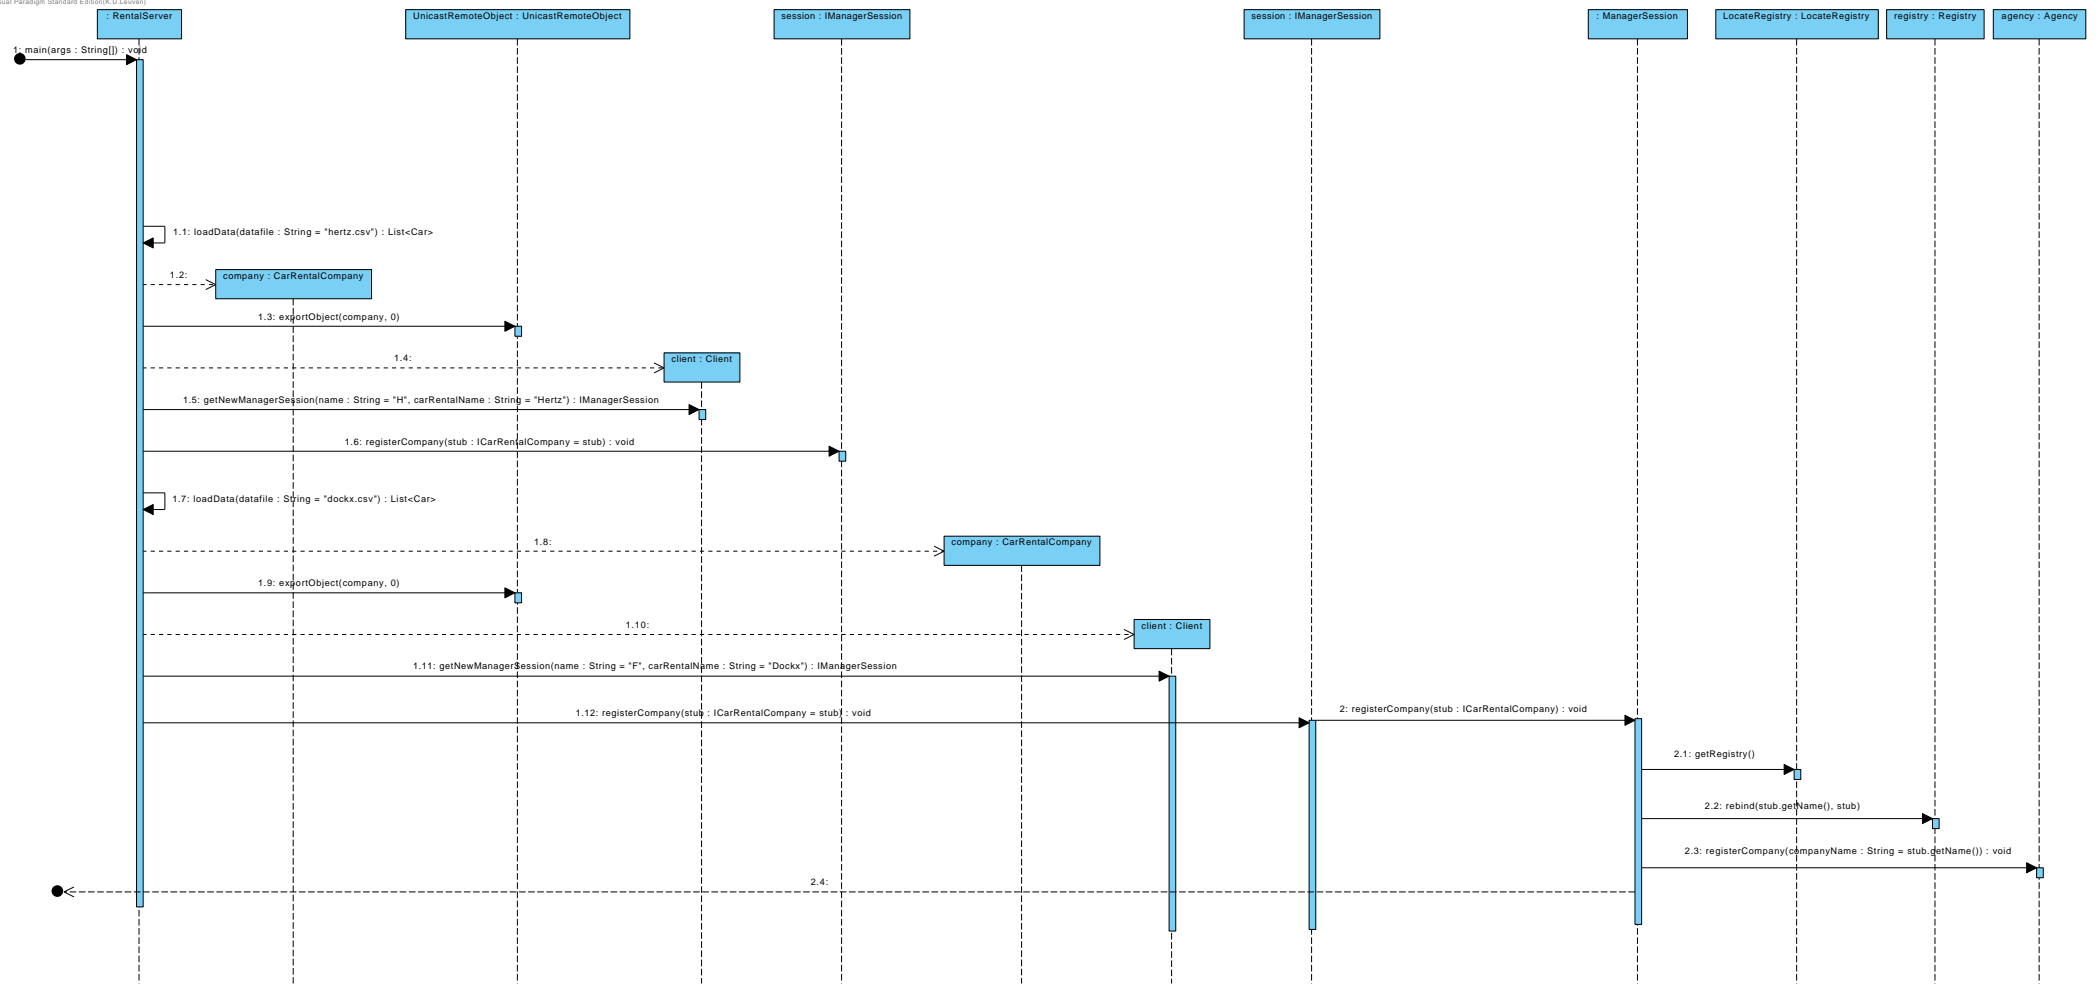 sual Paradigm Standard Edition(K.U.Leuven)
: RentalServer
UnicastRemoteObject : UnicastRemoteObject
session : IManagerSession
session : IManagerSession
: ManagerSession
LocateRegistry : LocateRegistry
registry : Registry
agency : Agency
1: main(args : String[]) : void
1.1: loadData(datafile : String = "hertz.csv") : List<Car>
1.2:
company : CarRentalCompany
1.3: exportObject(company, 0)
1.4:
client : Client
1.5: getNewManagerSession(name : String = "H", carRentalName : String = "Hertz") : IManagerSession
1.6: registerCompany(stub : ICarRentalCompany = stub) : void
1.7: loadData(datafile : String = "dockx.csv") : List<Car>
1.8:
company : CarRentalCompany
1.9: exportObject(company, 0)
1.10:
client : Client
1.11: getNewManagerSession(name : String = "F", carRentalName : String = "Dockx") : IManagerSession
1.12: registerCompany(stub : ICarRentalCompany = stub) : void
2: registerCompany(stub : ICarRentalCompany) : void
2.1: getRegistry()
2.2: rebind(stub.getName(), stub)
2.3: registerCompany(companyName : String = stub.getName()) : void
2.4: